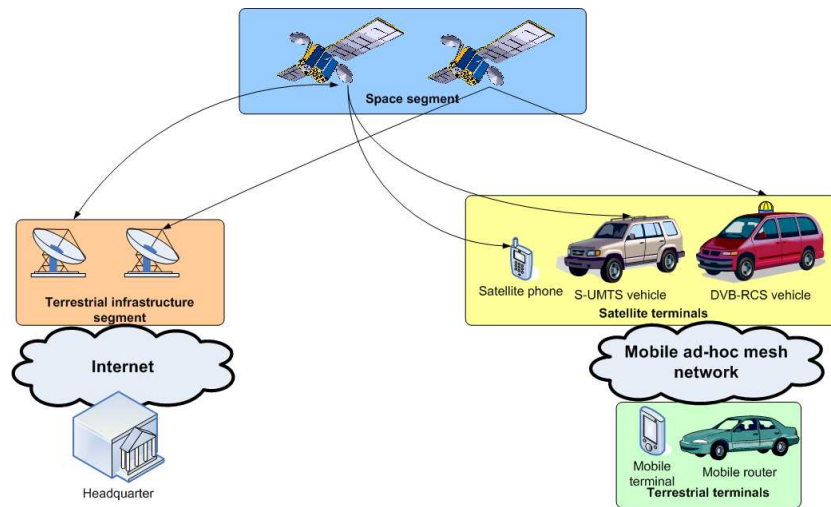 Space segment
Terrestrial infrastructure
segment
Satellite phone
S-UMTS vehicle
DVB-RCS vehicle
Satellite terminals
Internet
Mobile ad-hoc mesh
network
Headquarter
Mobile
terminal
Mobile router
Terrestrial terminals